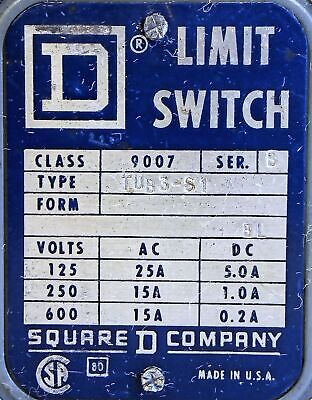 D ® LIMIT
SWITCH
CLASS 9007 SER.
TYPE
FORM
VOLTS AC DC
125 25A 5.0A
250 15A 1.0A
600 15A 0.2A
SQUARE D COMPANY
SA 80 MADE IN U.S.A.